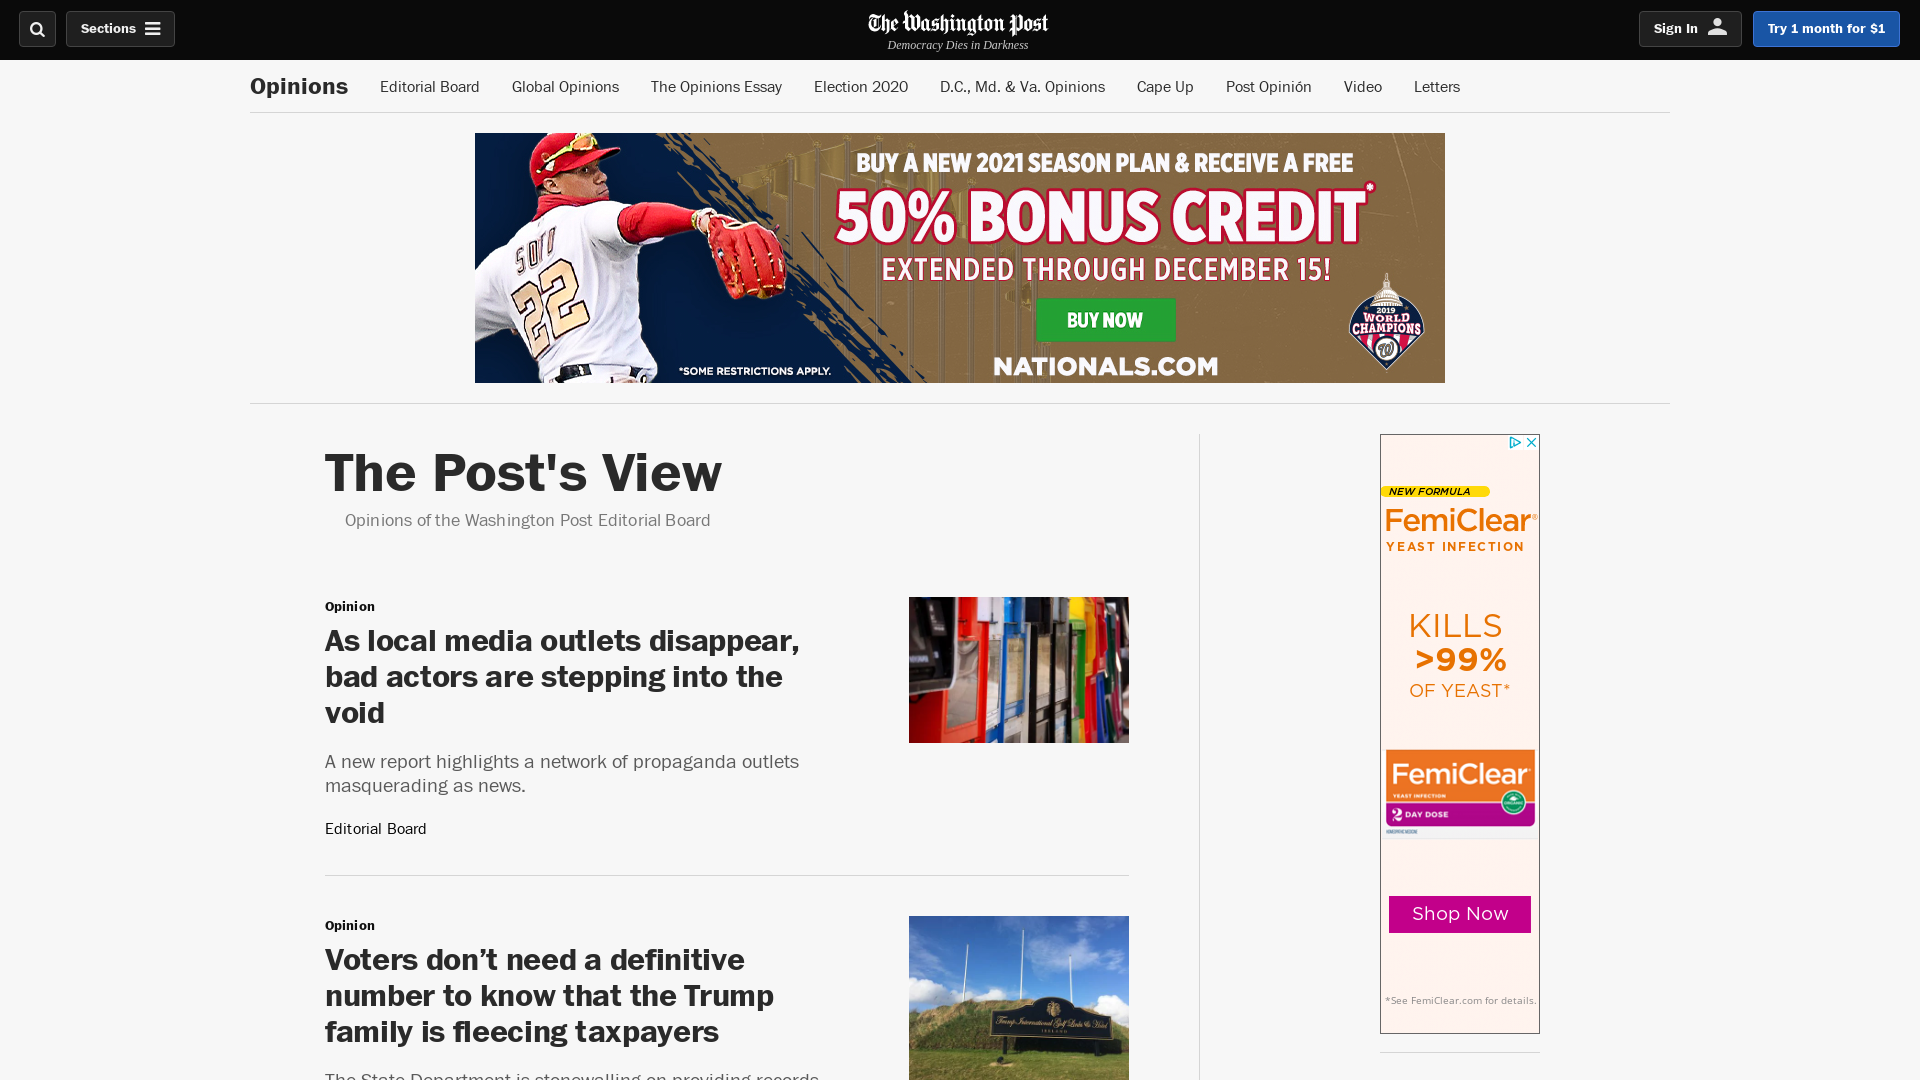 Sections
The Washington Post
Democracy Dies in Darkness
Sign In
Try 1 month for $1
Opinions
Editorial Board
Global Opinions
The Opinions Essay
Election 2020
D.C., Md. & Va. Opinions
Cape Up
Post Opinión
Video
Letters
SOTO
22
BUY A NEW 2021 SEASON PLAN & RECEIVE A FREE
50% BONUS CREDIT*
EXTENDED THROUGH DECEMBER 15!
BUY NOW
NATIONALS.COM
*SOME RESTRICTIONS APPLY.
2019
WORLD
CHAMPIONS
W
The Post's View
Opinions of the Washington Post Editorial Board
Opinion
As local media outlets disappear,
bad actors are stepping into the
void
A new report highlights a network of propaganda outlets
masquerading as news.
Editorial Board
Opinion
Voters don’t need a definitive
number to know that the Trump
family is fleecing taxpayers
The State Department is stonewalling on providing records
Trump International Golf Links & Hotel
IRELAND
NEW FORMULA
FemiClear®
YEAST INFECTION
KILLS
>99%
OF YEAST*
FemiClear
YEAST INFECTION
2 DAY DOSE
Shop Now
*See FemiClear.com for details.